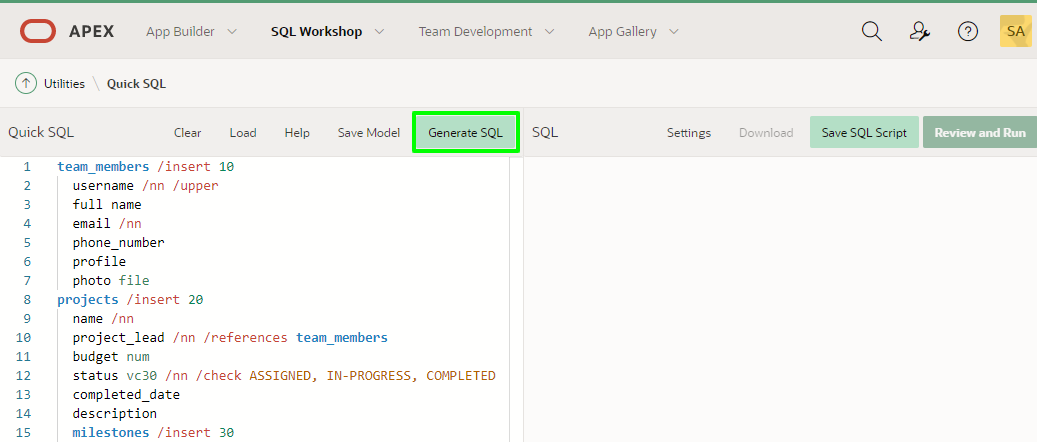 APEX App Builder SQL Workshop Team Development App Gallery SA
Utilities \ Quick SQL
Quick SQL Clear Load Help Save Model Generate SQL SQL Settings Download Save SQL Script Review and Run
1 team_members /insert 10
2 username /nn /upper
3 full name
4 email /nn
5 phone_number
6 profile
7 photo file
8 projects /insert 20
9 name /nn
10 project_lead /nn /references team_members
11 budget num
12 status vc30 /nn /check ASSIGNED, IN-PROGRESS, COMPLETED
13 completed_date
14 description
15 milestones /insert 30